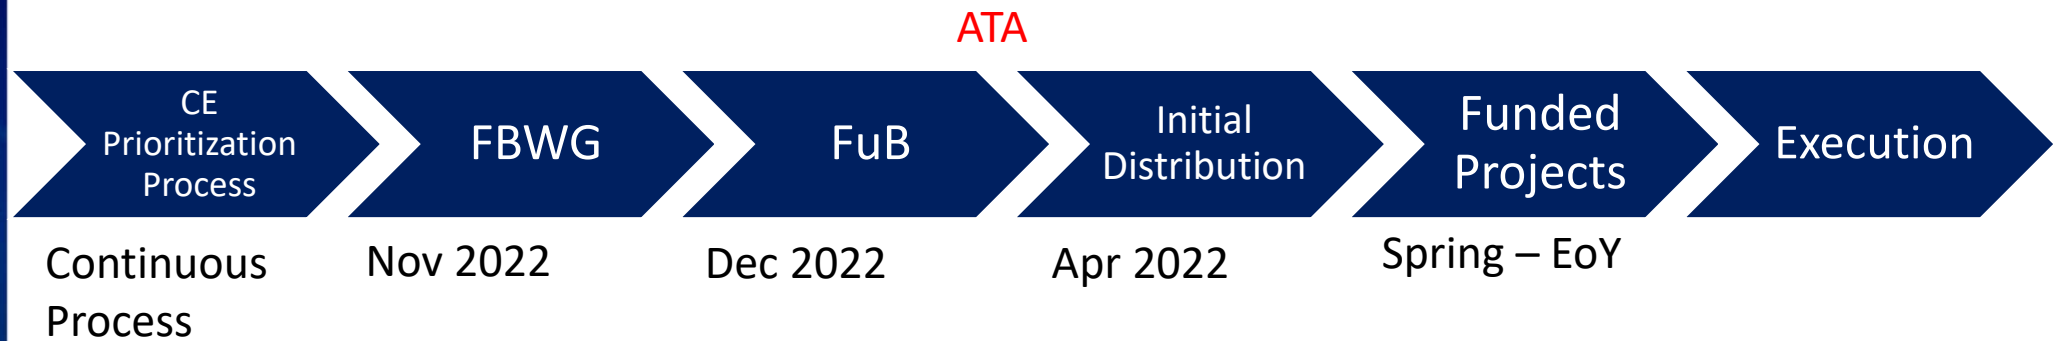 ATA
CE
Prioritization
Process
FBWG
FuB
Initial
Distribution
Funded
Projects
Execution
Continuous
Process
Nov 2022
Dec 2022
Apr 2022
Spring – EoY